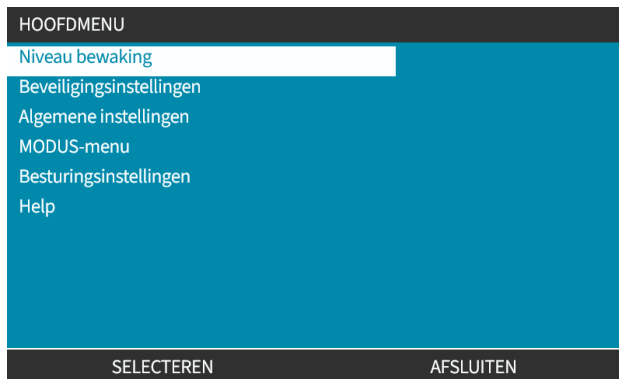 HOOFDMENU
Niveau bewaking
Beveiligingsinstellingen
Algemene instellingen
MODUS-menu
Besturingsinstellingen
Help
SELECTEREN AFSLUITEN